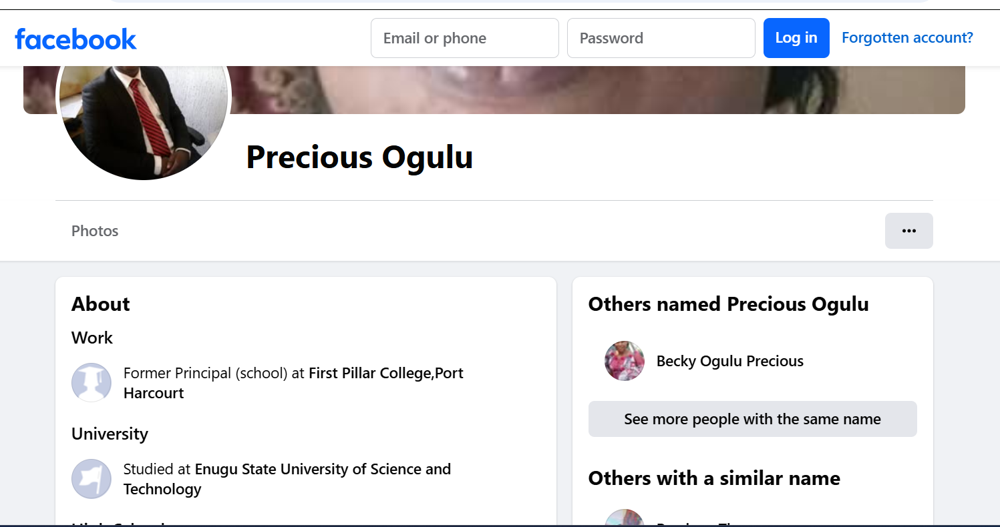 facebook
Email or phone
Password
Log in
Forgotten account?
Precious Ogulu
Photos
About
Work
Former Principal (school) at First Pillar College,Port
Harcourt
University
Studied at Enugu State University of Science and
Technology
Others named Precious Ogulu
Becky Ogulu Precious
See more people with the same name
Others with a similar name